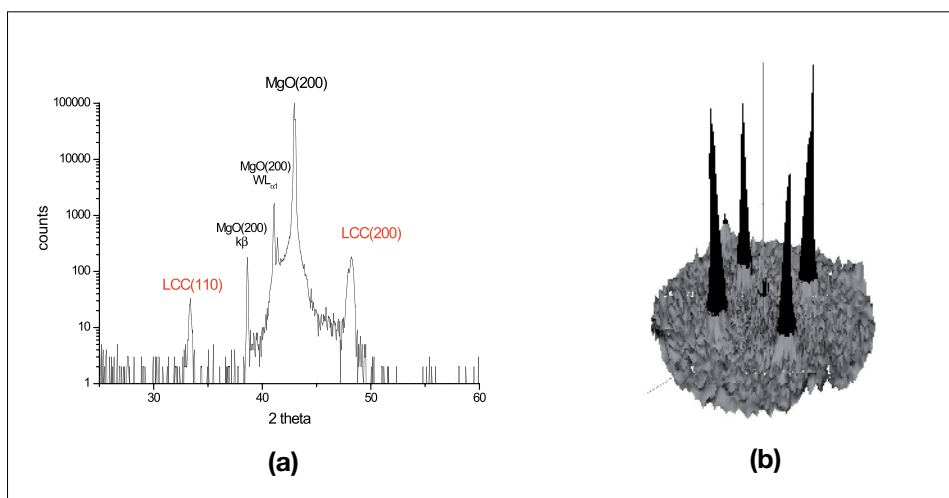 MgO(200)
100000
10000
1000
100
10
1
counts
MgO(200)
WLα1
MgO(200)
kβ
LCC(200)
LCC(110)
30
40
50
60
2 theta
(a)
(b)